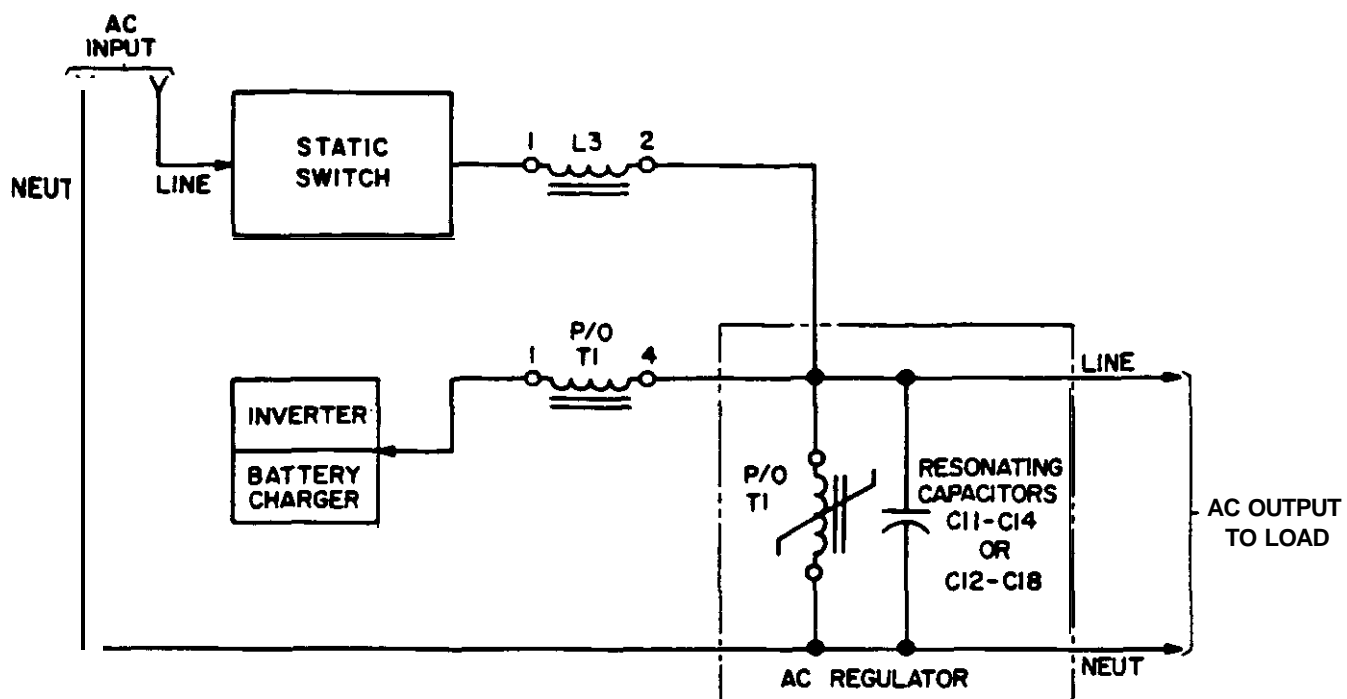 AC
INPUT
STATIC
SWITCH
1 L3 2
LINE
NEUT
P/O
T1
1 4
LINE
INVERTER
BATTERY
CHARGER
P/O
T1
RESONATING
CAPACITORS
C11-C14
OR
C12-C18
AC OUTPUT
TO LOAD
NEUT
AC REGULATOR